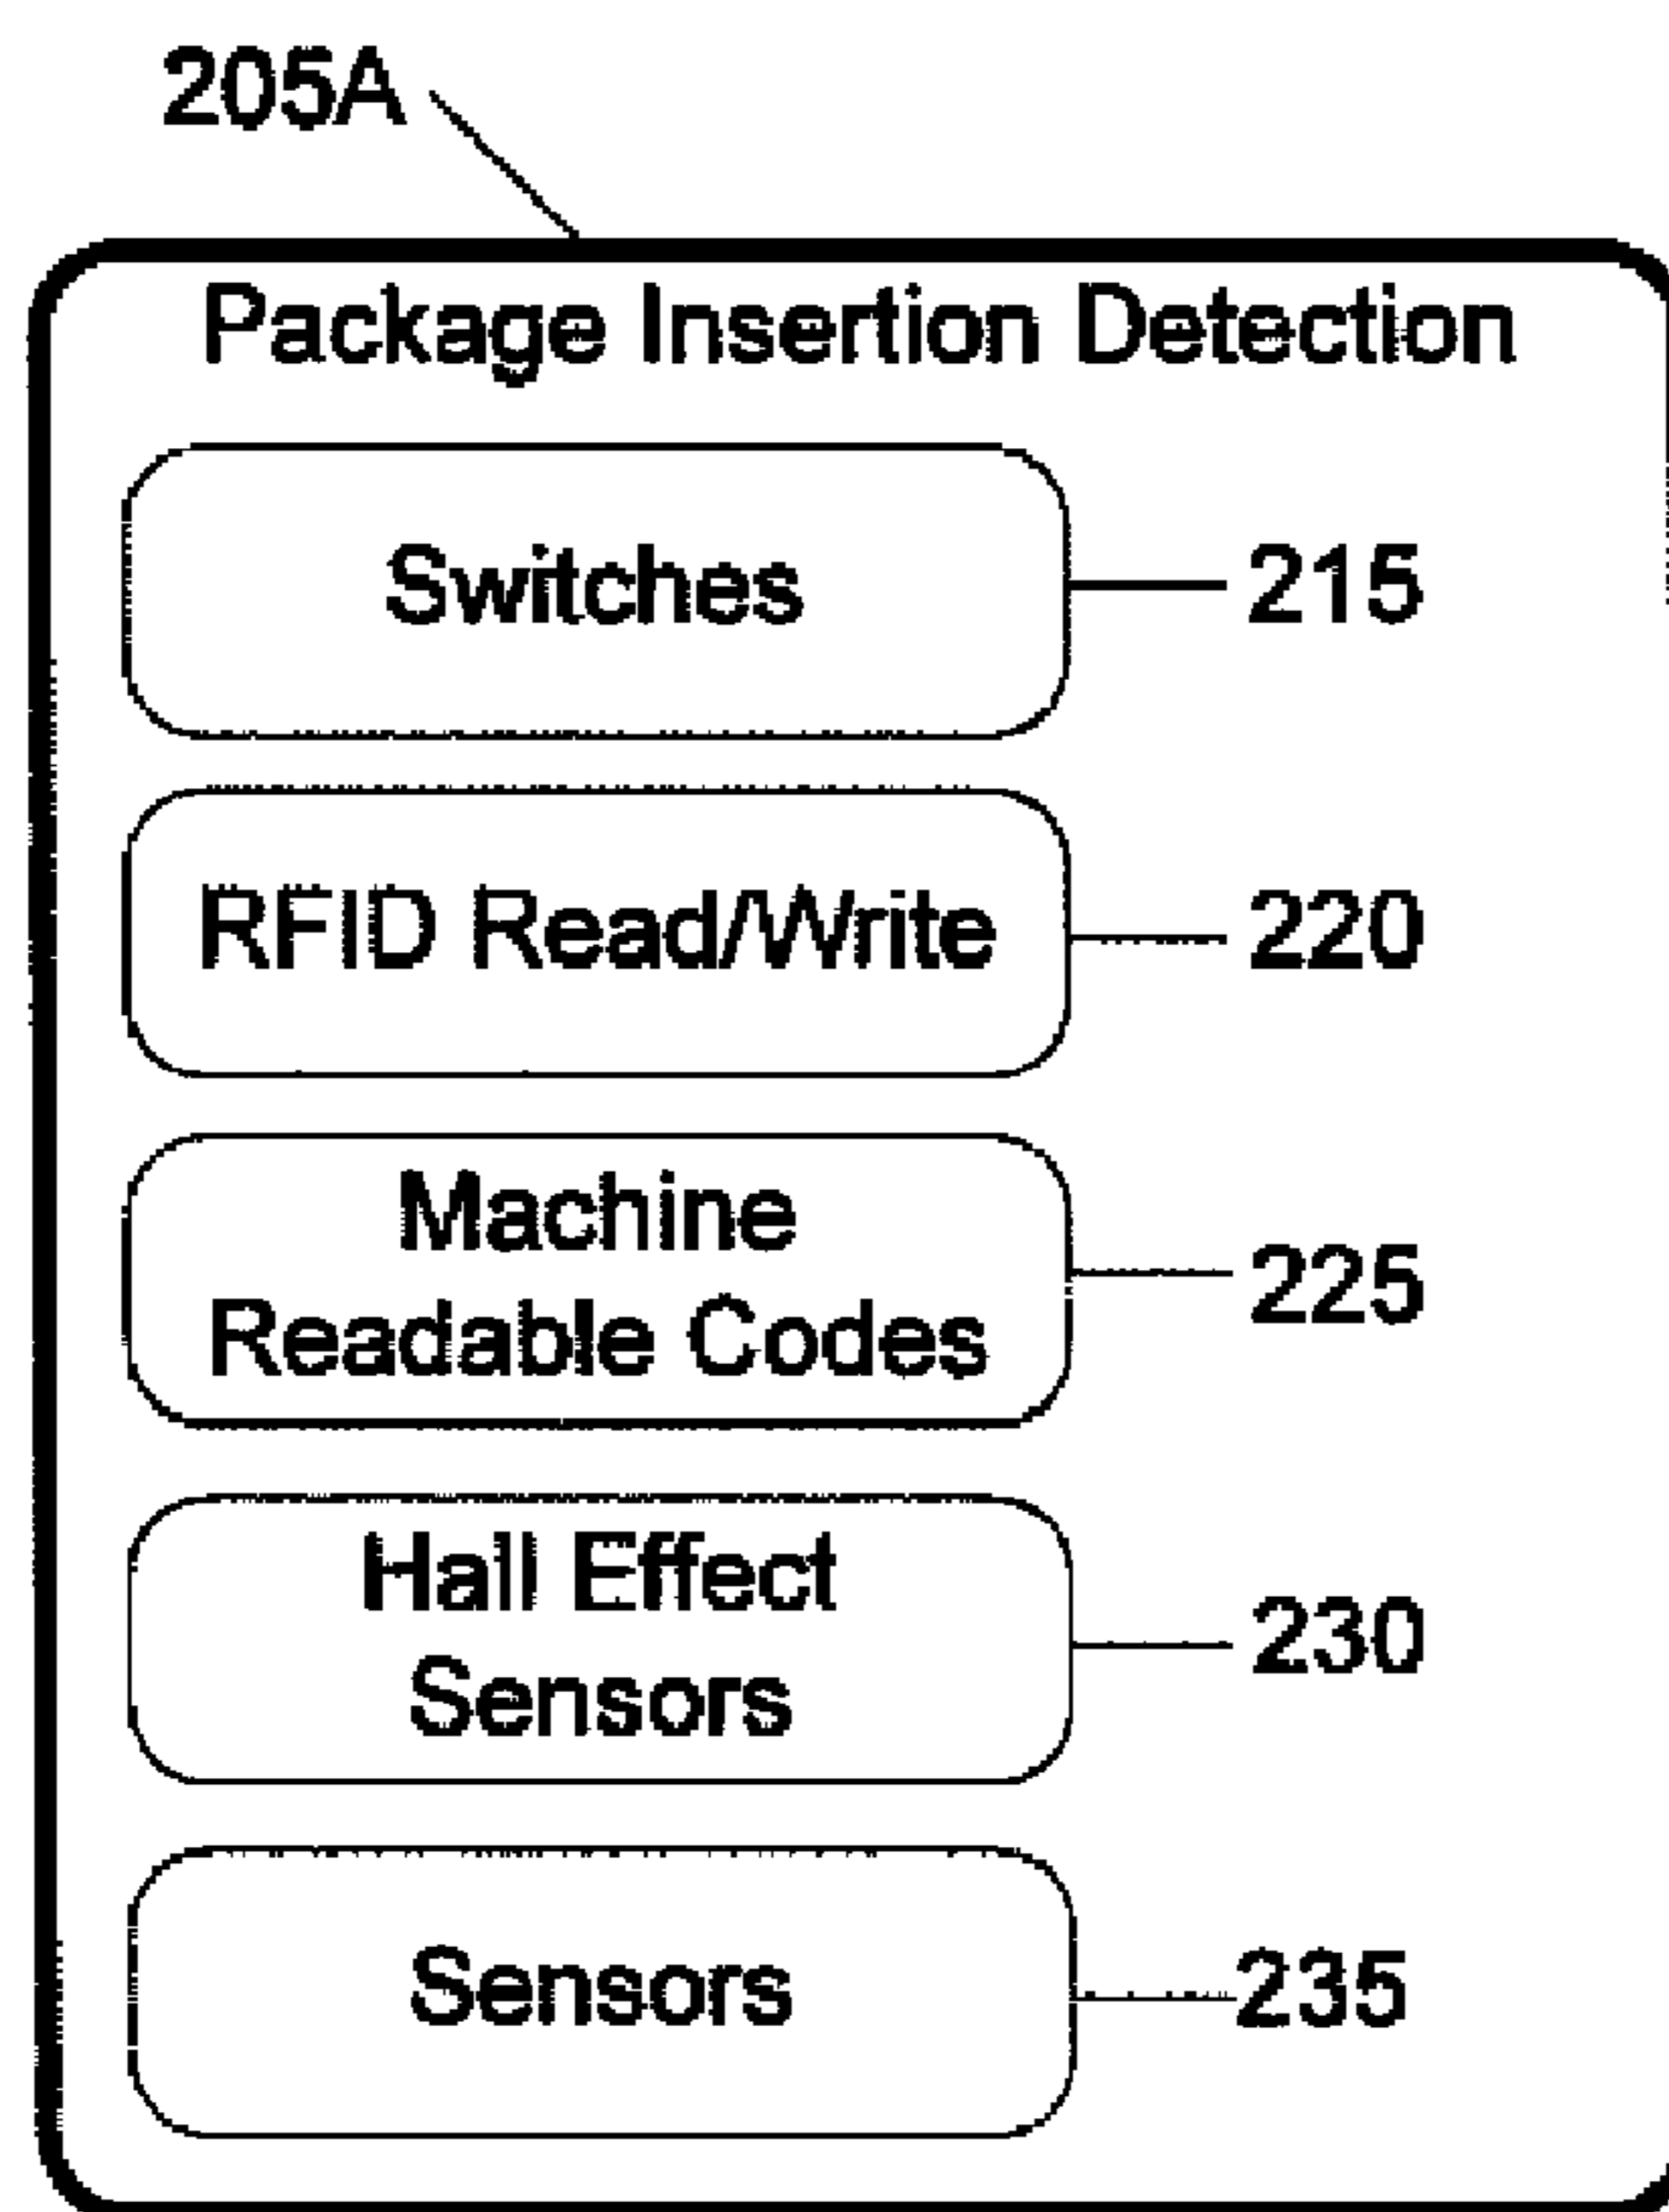 205A
Package Insertion Detection
Switches
215
RFID Read/Write
220
Machine
Readable Codes
225
Hall Effect
Sensors
230
Sensors
235